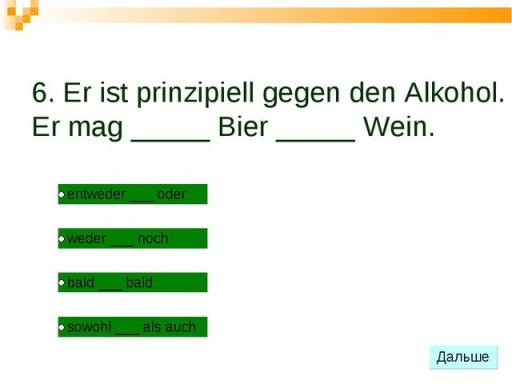 6. Er ist prinzipiell gegen den Alkohol.
Er mag _____ Bier _____ Wein.
entweder ___ oder
weder ___ noch
bald ___ bald
sowohl ___ als auch
Дальше